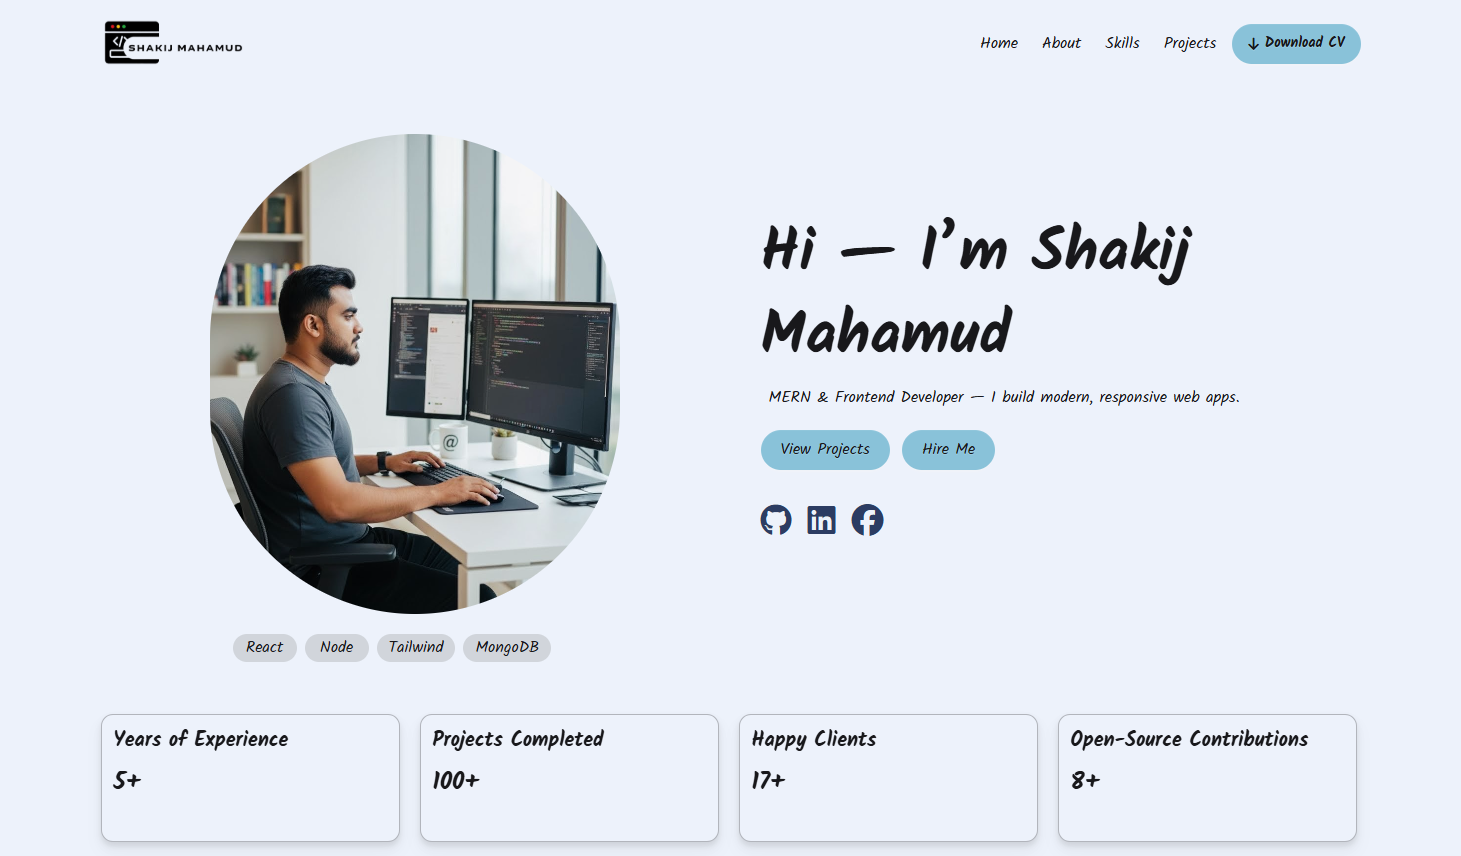 SHAKIJ MAHAMUD
Home About Skills Projects Download CV
Hi — I’m Shakij
Mahamud
MERN & Frontend Developer — I build modern, responsive web apps.
View Projects Hire Me
in
@
React Node Tailwind MongoDB
Years of Experience
5+
Projects Completed
100+
Happy Clients
17+
Open-Source Contributions
8+